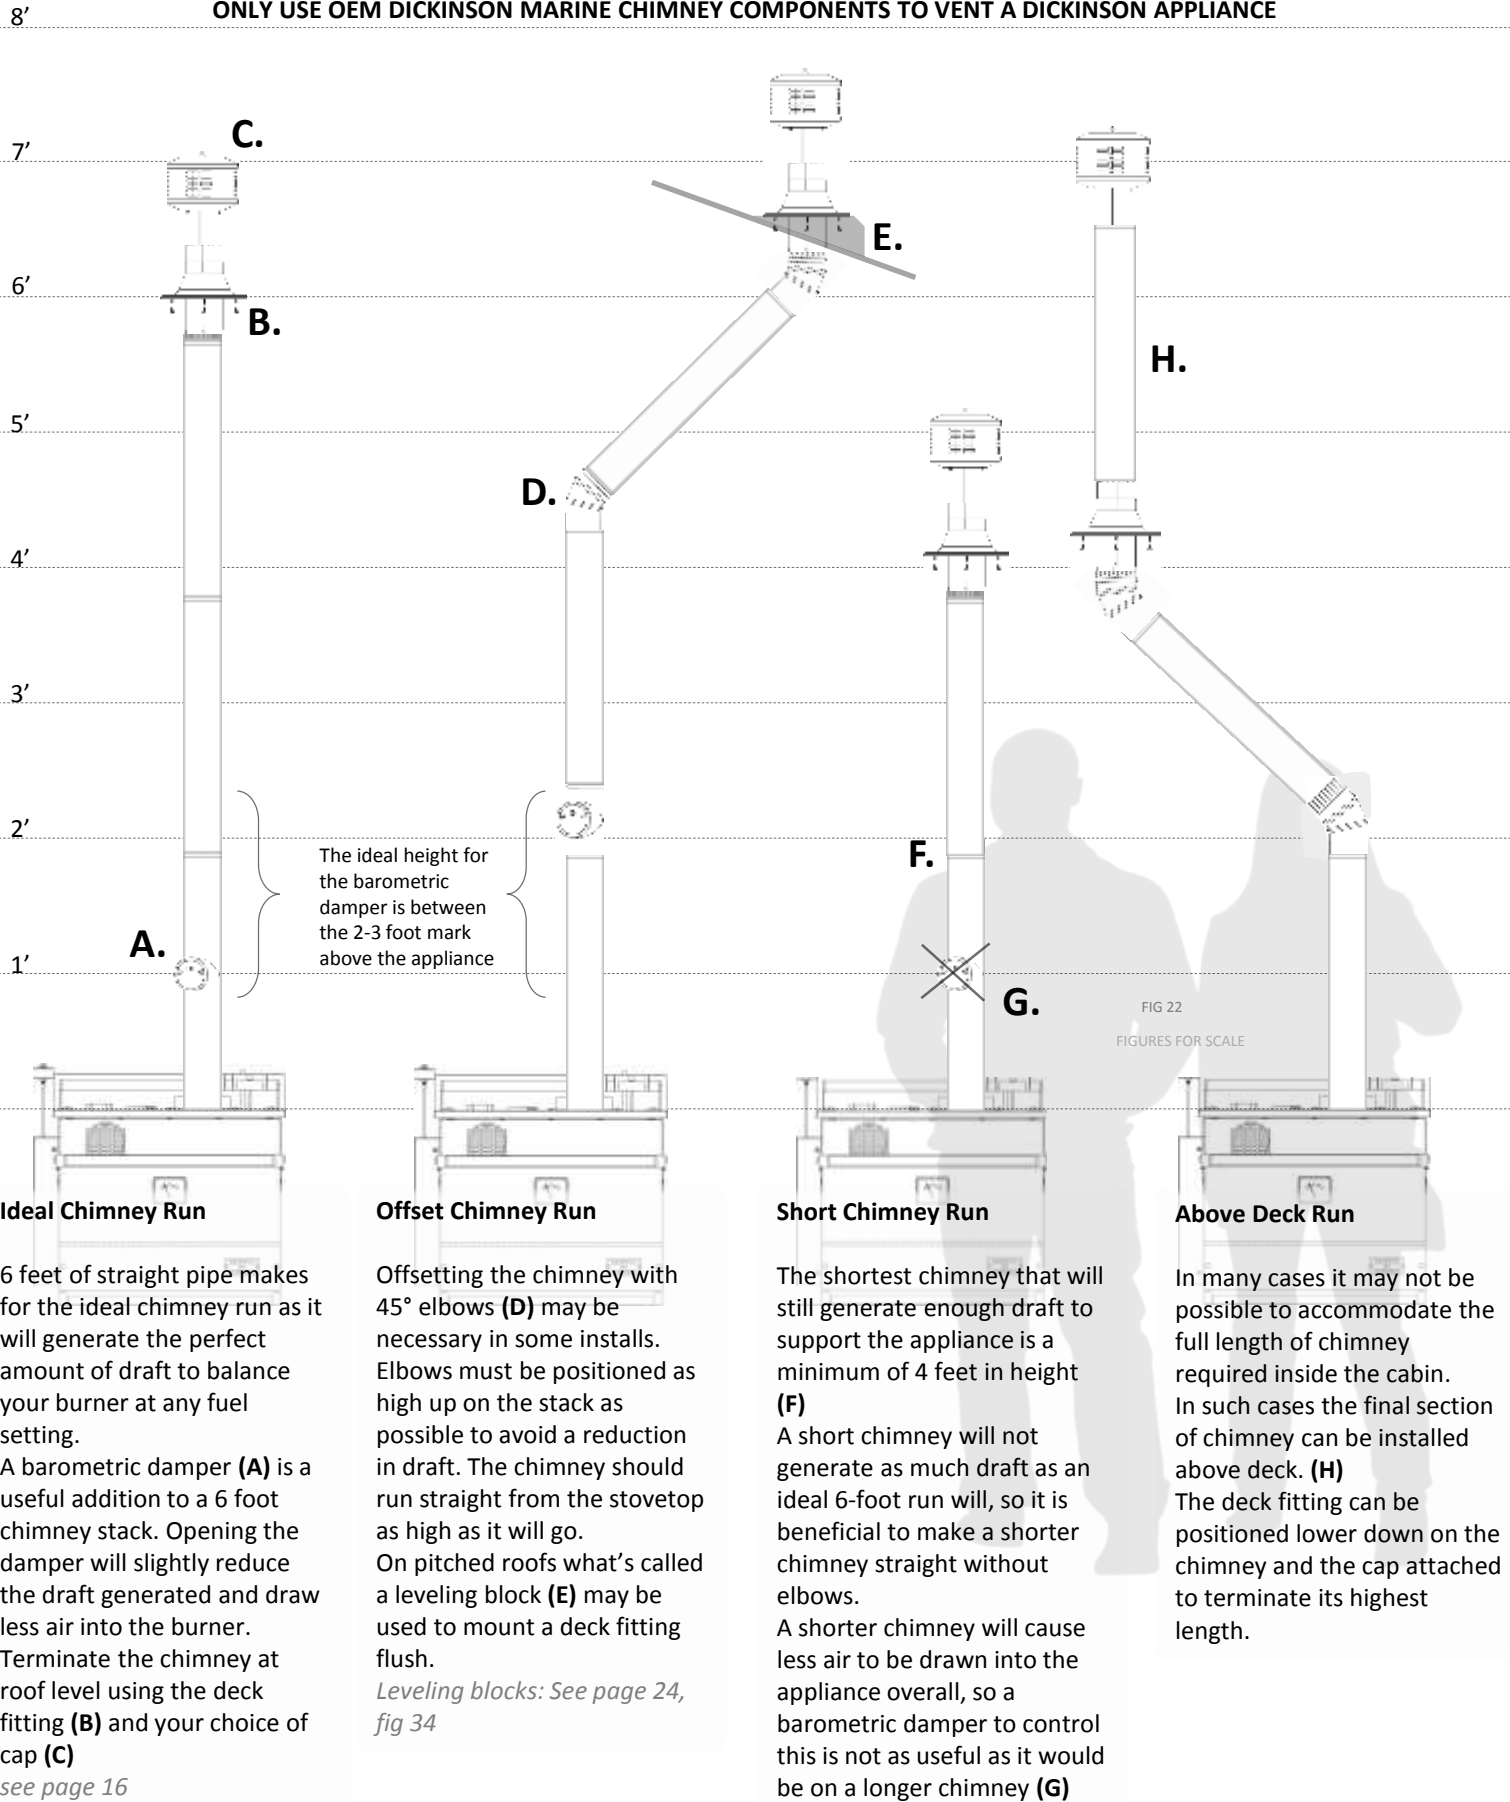 ONLY USE OEM DICKINSON MARINE CHIMNEY COMPONENTS TO VENT A DICKINSON APPLIANCE
8’
7’
6’
5’
4’
3’
2’
1’
C.
B.
A.
The ideal height for
the barometric
damper is between
the 2-3 foot mark
above the appliance
D.
E.
F.
G.
H.
FIG 22
FIGURES FOR SCALE
Ideal Chimney Run
6 feet of straight pipe makes
for the ideal chimney run as it
will generate the perfect
amount of draft to balance
your burner at any fuel
setting.
A barometric damper (A) is a
useful addition to a 6 foot
chimney stack. Opening the
damper will slightly reduce
the draft generated and draw
less air into the burner.
Terminate the chimney at
roof level using the deck
fitting (B) and your choice of
cap (C)
see page 16
Offset Chimney Run
Offsetting the chimney with
45° elbows (D) may be
necessary in some installs.
Elbows must be positioned as
high up on the stack as
possible to avoid a reduction
in draft. The chimney should
run straight from the stovetop
as high as it will go.
On pitched roofs what’s called
a leveling block (E) may be
used to mount a deck fitting
flush.
Leveling blocks: See page 24,
fig 34
Short Chimney Run
The shortest chimney that will
still generate enough draft to
support the appliance is a
minimum of 4 feet in height
(F)
A short chimney will not
generate as much draft as an
ideal 6-foot run will, so it is
beneficial to make a shorter
chimney straight without
elbows.
A shorter chimney will cause
less air to be drawn into the
appliance overall, so a
barometric damper to control
this is not as useful as it would
be on a longer chimney (G)
Above Deck Run
In many cases it may not be
possible to accommodate the
full length of chimney
required inside the cabin.
In such cases the final section
of chimney can be installed
above deck. (H)
The deck fitting can be
positioned lower down on the
chimney and the cap attached
to terminate its highest
length.